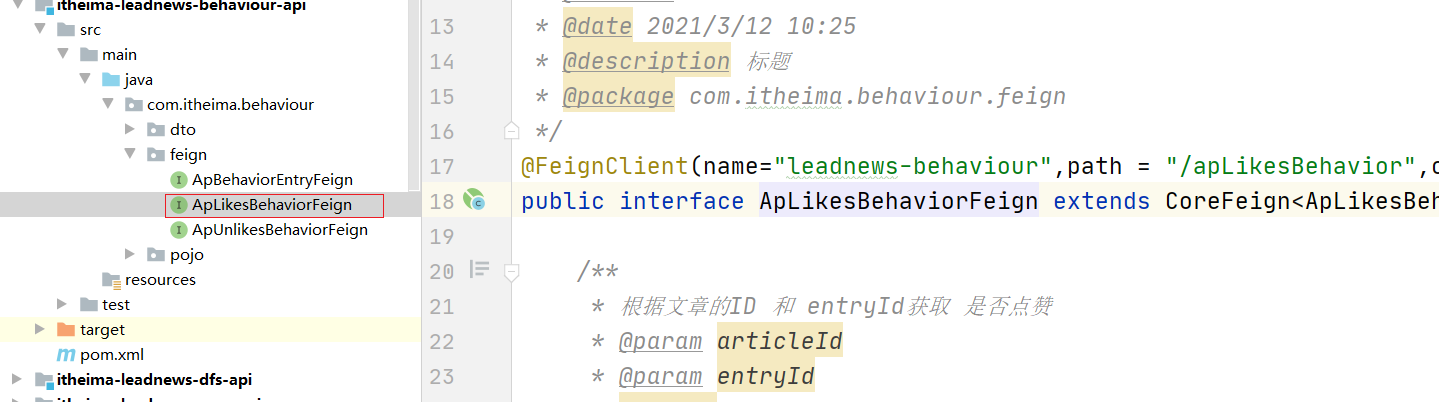 itheima-leadnews-behaviour-api
src
main
java
com.itheima.behaviour
dto
feign
ApBehaviorEntryFeign
ApLikesBehaviorFeign
ApUnlikesBehaviorFeign
pojo
resources
test
target
pom.xml
itheima-leadnews-dfs-api
13 * @date 2021/3/12 10:25
14 * @description 标题
15 * @package com.itheima.behaviour.feign
16 */
17 @FeignClient(name="leadnews-behaviour",path = "/apLikesBehavior",
18 public interface ApLikesBehaviorFeign extends CoreFeign<ApLikesBeh
19
20 /**
21 * 根据文章的ID 和 entryId获取 是否点赞
22 * @param articleId
23 * @param entryId